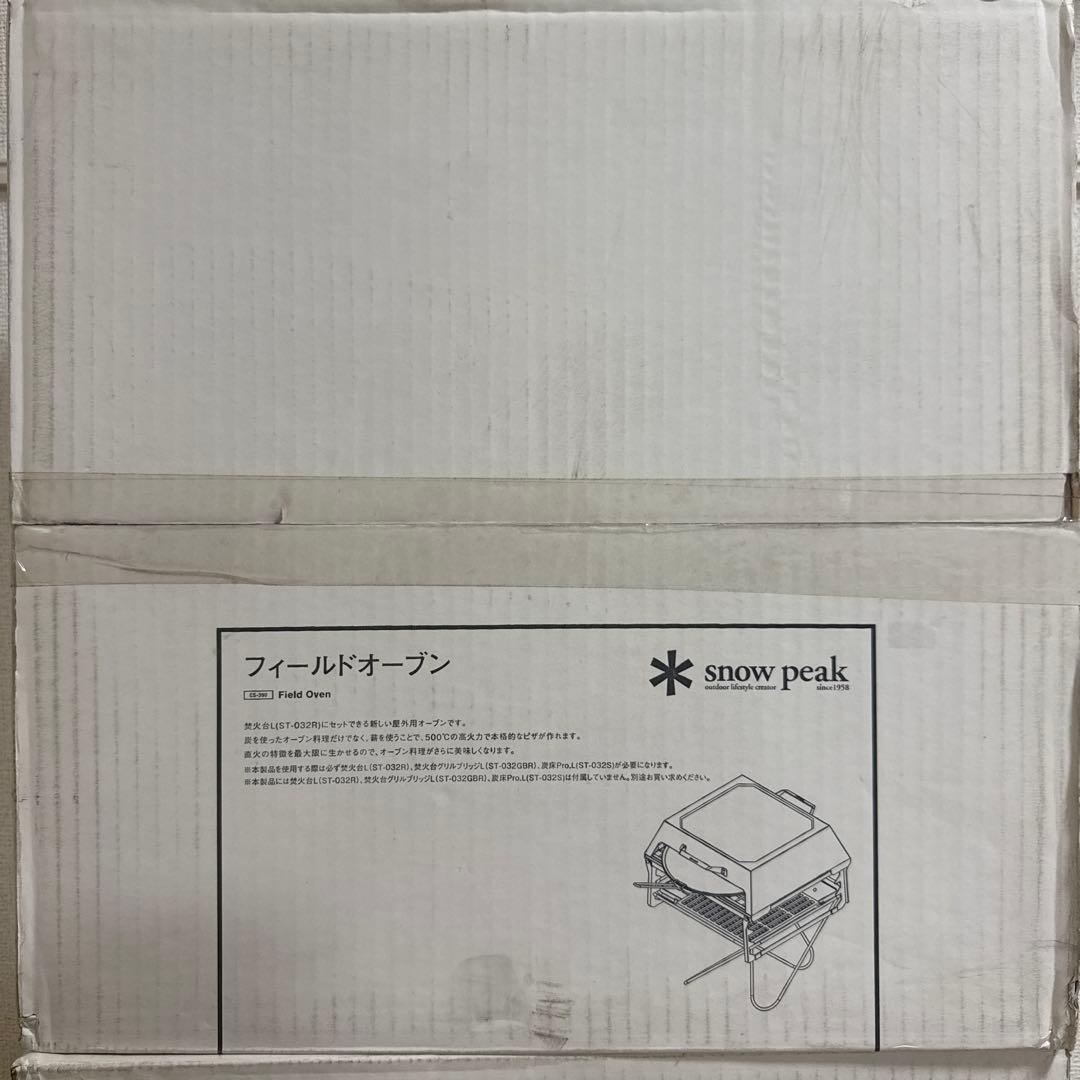 フィールドオーブン
CS-390 Field Oven
snow peak
outdoor lifestyle creator since1958
焚火台L(ST-032R)にセットできる新しい屋外用オーブンです。
炭を使ったオーブン料理だけでなく、薪を使うことで、500℃の高火力で本格的なピザが作れます。
直火の特徴を最大限に生かせるので、オーブン料理がさらに美味しくなります。
※本製品を使用する際は必ず焚火台L(ST-032R)、焚火台グリルブリッジL(ST-032GBR)、炭床Pro.L(ST-032S)が必要になります。
※本製品には焚火台L(ST-032R)、焚火台グリルブリッジL(ST-032GBR)、炭床Pro.L(ST-032S)は付属していません。別途お買い求めください。